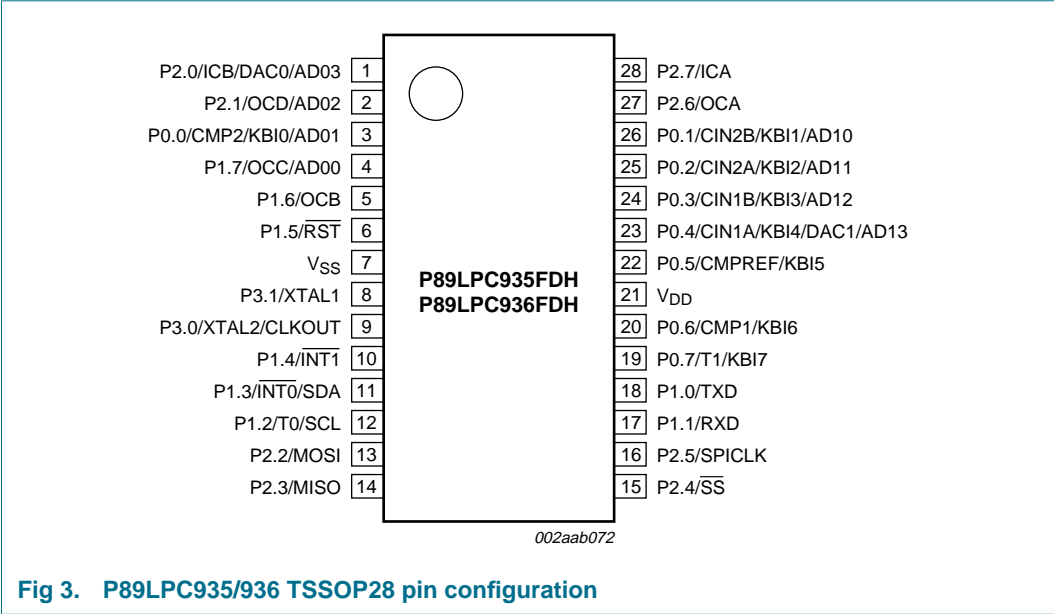 P2.0/ICB/DAC0/AD03 1
P2.1/OCD/AD02 2
P0.0/CMP2/KBI0/AD01 3
P1.7/OCC/AD00 4
P1.6/OCB 5
P1.5/R̅S̅T̅ 6
VSS 7
P3.1/XTAL1 8
P3.0/XTAL2/CLKOUT 9
P1.4/I̅N̅T̅1̅ 10
P1.3/I̅N̅T̅0̅/SDA 11
P1.2/T0/SCL 12
P2.2/MOSI 13
P2.3/MISO 14
P89LPC935FDH
P89LPC936FDH
28 P2.7/ICA
27 P2.6/OCA
26 P0.1/CIN2B/KBI1/AD10
25 P0.2/CIN2A/KBI2/AD11
24 P0.3/CIN1B/KBI3/AD12
23 P0.4/CIN1A/KBI4/DAC1/AD13
22 P0.5/CMPREF/KBI5
21 VDD
20 P0.6/CMP1/KBI6
19 P0.7/T1/KBI7
18 P1.0/TXD
17 P1.1/RXD
16 P2.5/SPICLK
15 P2.4/S̅S̅
002aab072
Fig 3. P89LPC935/936 TSSOP28 pin configuration